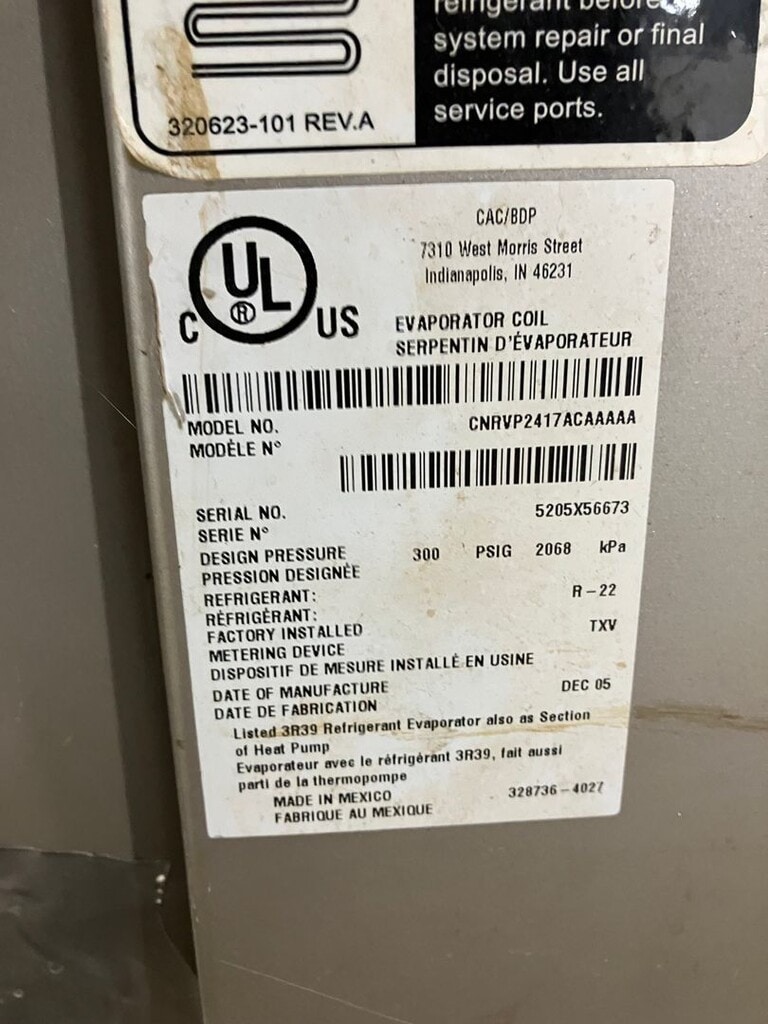 refrigerant before
system repair or final
disposal. Use all
service ports.
320623-101 REV.A
CAC/BDP
7310 West Morris Street
Indianapolis, IN 46231
C UL ® US
EVAPORATOR COIL
SERPENTIN D'ÉVAPORATEUR
MODEL NO. CNRVP2417ACAAAAA
MODÈLE N°
SERIAL NO. 5205X56673
SERIE N°
DESIGN PRESSURE 300 PSIG 2068 kPa
PRESSION DESIGNÉE
REFRIGERANT: R-22
RÉFRIGÉRANT:
FACTORY INSTALLED TXV
METERING DEVICE
DISPOSITIF DE MESURE INSTALLÉ EN USINE
DATE OF MANUFACTURE DEC 05
DATE DE FABRICATION
Listed 3R39 Refrigerant Evaporator also as Section
of Heat Pump
Evaporateur avec le réfrigérant 3R39, fait aussi
parti de la thermopompe
MADE IN MEXICO 328736-4027
FABRIQUE AU MEXIQUE